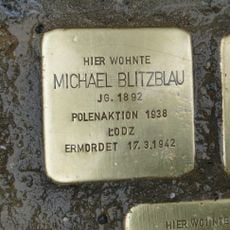 HIER WOHNTE
MICHAEL BLITZBLAU
JG. 1892
POLENAKTION 1938
ŁODZ
ERMORDET 17.3.1942
HIER WOHNTE